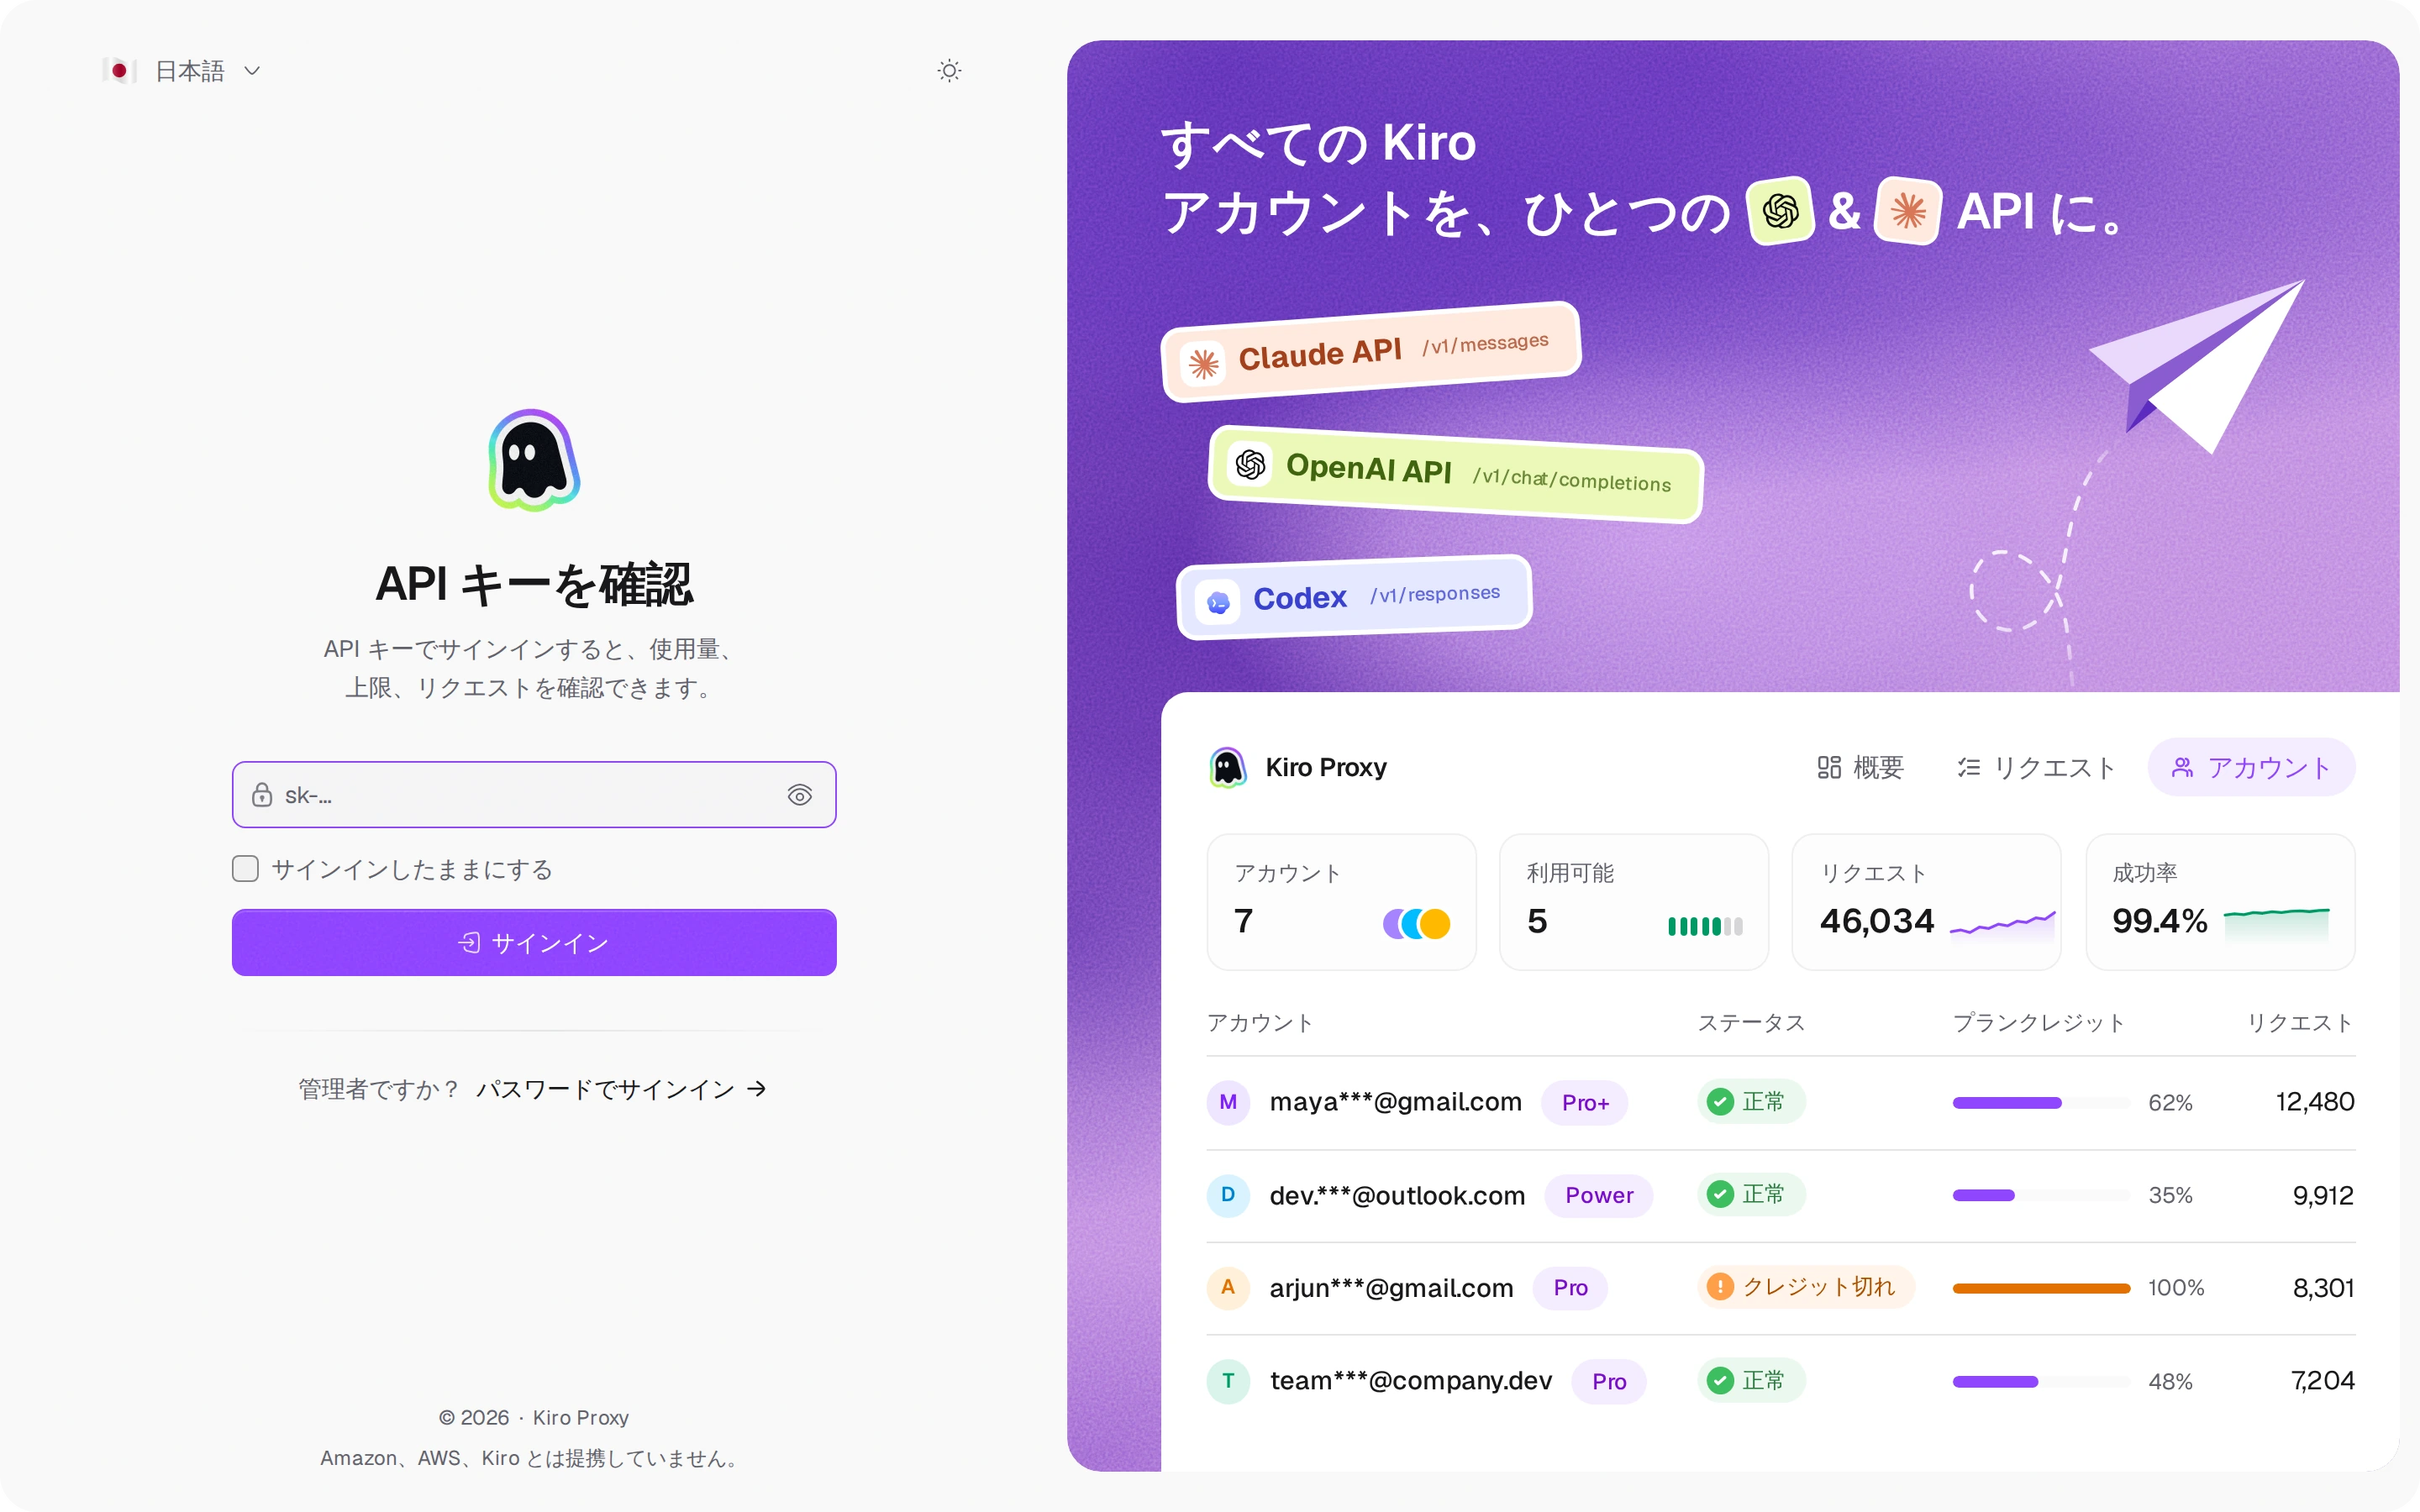 日本語
API キーを確認
API キーでサインインすると、使用量、
上限、リクエストを確認できます。
sk-...
サインインしたままにする
サインイン
管理者ですか？ パスワードでサインイン →
© 2026 · Kiro Proxy
Amazon、AWS、Kiro とは提携していません。
すべての Kiro
アカウントを、ひとつの & API に。
Claude API /v1/messages
OpenAI API /v1/chat/completions
Codex /v1/responses
Kiro Proxy 概要 リクエスト アカウント
アカウント 利用可能 リクエスト 成功率
7 5 46,034 99.4%
アカウント ステータス プランクレジット リクエスト
M maya***@gmail.com Pro+ 正常 62% 12,480
D dev.***@outlook.com Power 正常 35% 9,912
A arjun***@gmail.com Pro クレジット切れ 100% 8,301
T team***@company.dev Pro 正常 48% 7,204